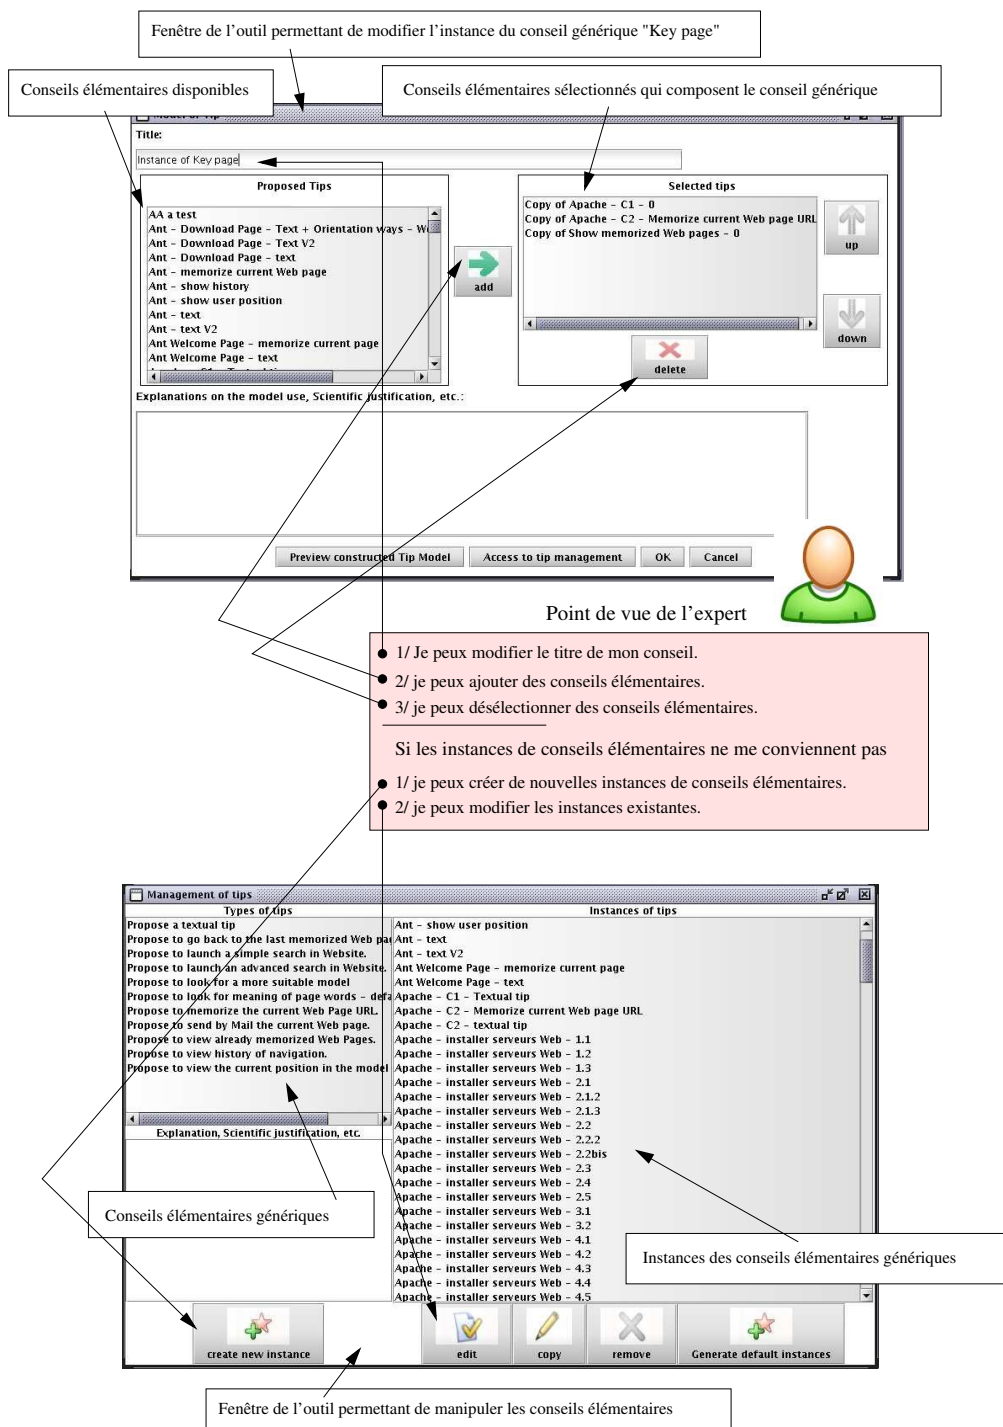 Fenêtre de l'outil permettant de modifier l'instance du conseil générique "Key page"
Conseils élémentaires disponibles
Conseils élémentaires sélectionnés qui composent le conseil générique
Title:
Instance of Key page
Proposed Tips
AA a test
Ant - Download Page - Text + Orientation ways - We
Ant - Download Page - Text V2
Ant - Download Page - text
Ant - memorize current Web page
Ant - show history
Ant - show user position
Ant - text
Ant - text V2
Ant Welcome Page - memorize current page
Ant Welcome Page - text
add
Selected tips
Copy of Apache - C1 - 0
Copy of Apache - C2 - Memorize current Web page URL
Copy of Show memorized Web pages - 0
up
down
delete
Explanations on the model use, Scientific justification, etc.:
Preview constructed Tip Model
Access to tip management
OK
Cancel
Point de vue de l'expert
1/ Je peux modifier le titre de mon conseil.
2/ je peux ajouter des conseils élémentaires.
3/ je peux désélectionner des conseils élémentaires.
Si les instances de conseils élémentaires ne me conviennent pas
1/ je peux créer de nouvelles instances de conseils élémentaires.
2/ je peux modifier les instances existantes.
Management of tips
Types of tips
Propose a textual tip
Propose to go back to the last memorized Web pag
Propose to launch a simple search in Website.
Propose to launch an advanced search in Website.
Propose to look for a more suitable model
Propose to look for meaning of page words - defa
Propose to memorize the current Web Page URL.
Propose to send by Mail the current Web page.
Propose to view already memorized Web Pages.
Propose to view history of navigation.
Propose to view the current position in the model
Explanation, Scientific justification, etc.
Conseils élémentaires génériques
Instances of tips
Ant - show user position
Ant - text
Ant - text V2
Ant Welcome Page - memorize current page
Ant Welcome Page - text
Apache - C1 - Textual tip
Apache - C2 - Memorize current Web page URL
Apache - C2 - textual tip
Apache - installer serveurs Web - 1.1
Apache - installer serveurs Web - 1.2
Apache - installer serveurs Web - 1.3
Apache - installer serveurs Web - 2.1
Apache - installer serveurs Web - 2.1.2
Apache - installer serveurs Web - 2.1.3
Apache - installer serveurs Web - 2.2
Apache - installer serveurs Web - 2.2.2
Apache - installer serveurs Web - 2.2bis
Apache - installer serveurs Web - 2.3
Apache - installer serveurs Web - 2.4
Apache - installer serveurs Web - 2.5
Apache - installer serveurs Web - 3.1
Apache - installer serveurs Web - 3.2
Apache - installer serveurs Web - 4.1
Apache - installer serveurs Web - 4.2
Apache - installer serveurs Web - 4.3
Apache - installer serveurs Web - 4.4
Apache - installer serveurs Web - 4.5
Instances des conseils élémentaires génériques
create new instance
edit
copy
remove
Generate default instances
Fenêtre de l'outil permettant de manipuler les conseils élémentaires